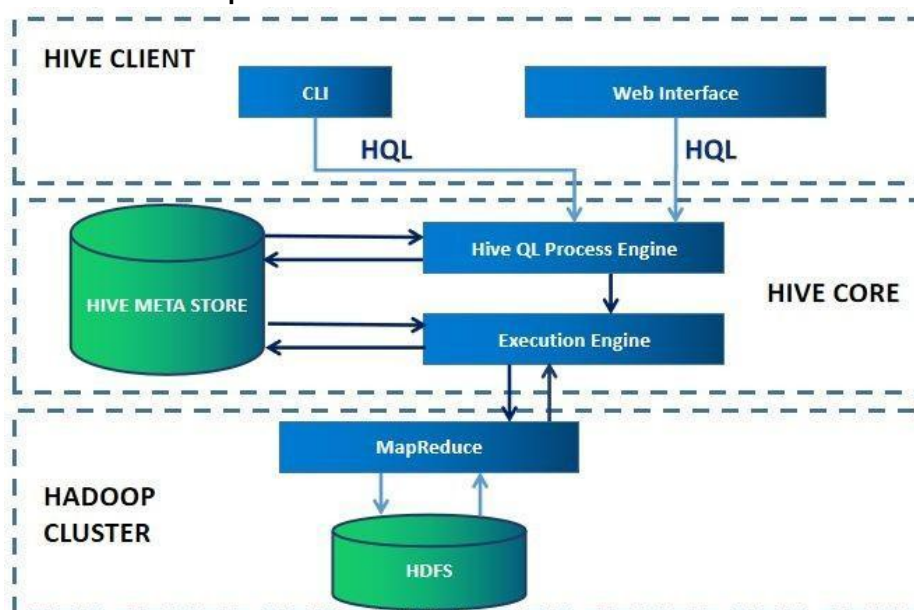 HIVE CLIENT
CLI
Web Interface
HQL
HQL
Hive QL Process Engine
HIVE META STORE
HIVE CORE
Execution Engine
MapReduce
HADOOP
CLUSTER
HDFS